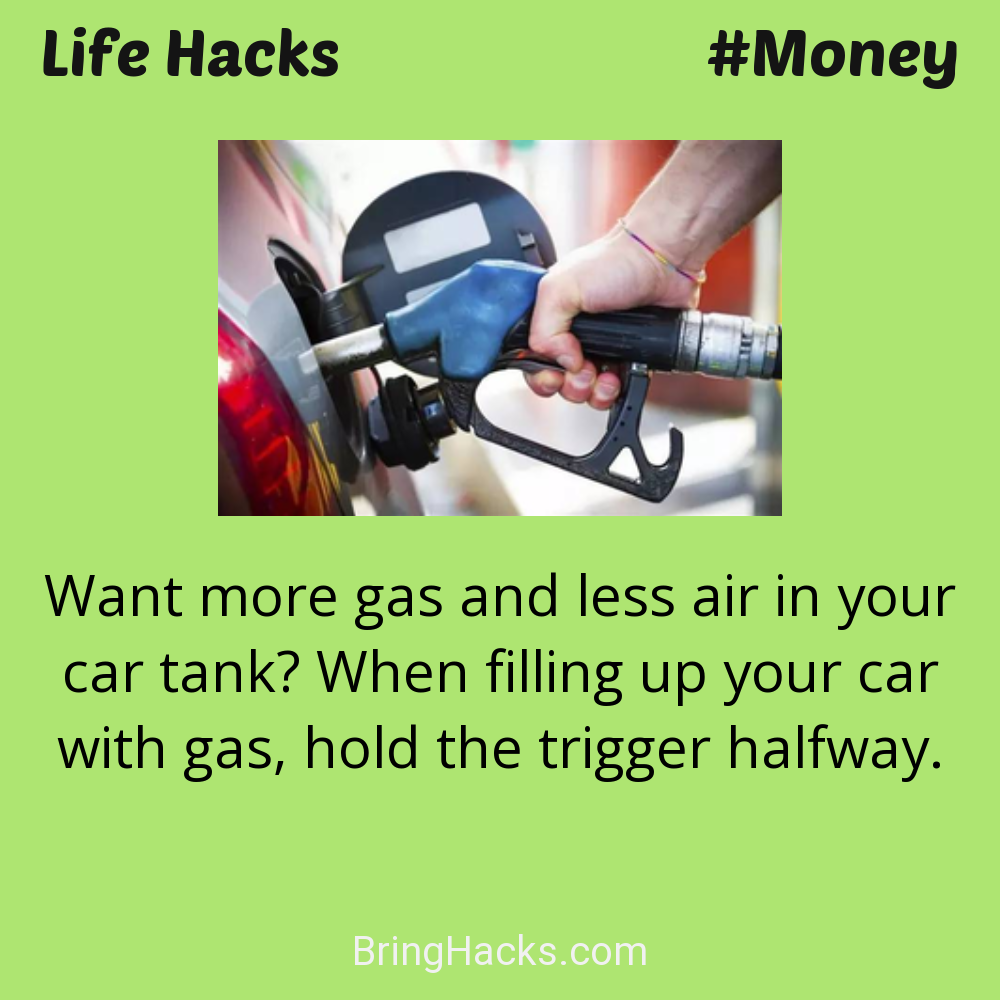 Life Hacks
#Money
Want more gas and less air in your
car tank? When filling up your car
with gas, hold the trigger halfway.
BringHacks.com